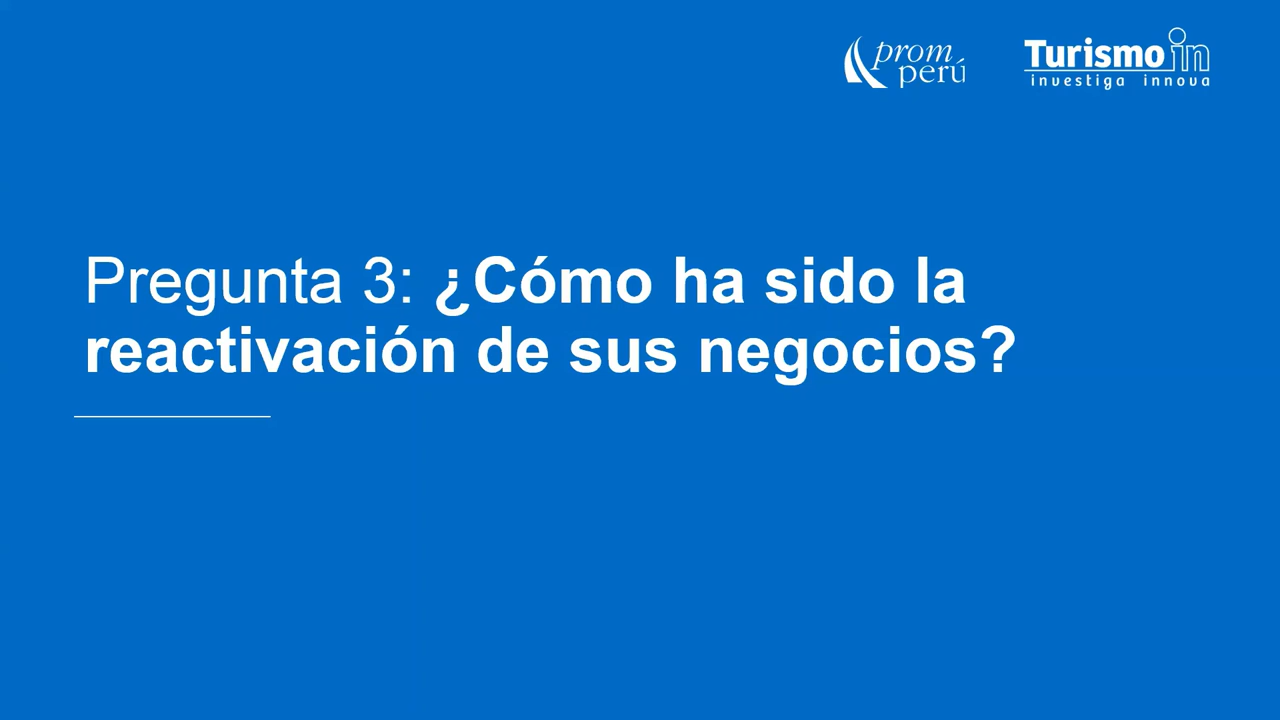 prom
perú
Turismo in
investiga innova
Pregunta 3: ¿Cómo ha sido la
reactivación de sus negocios?